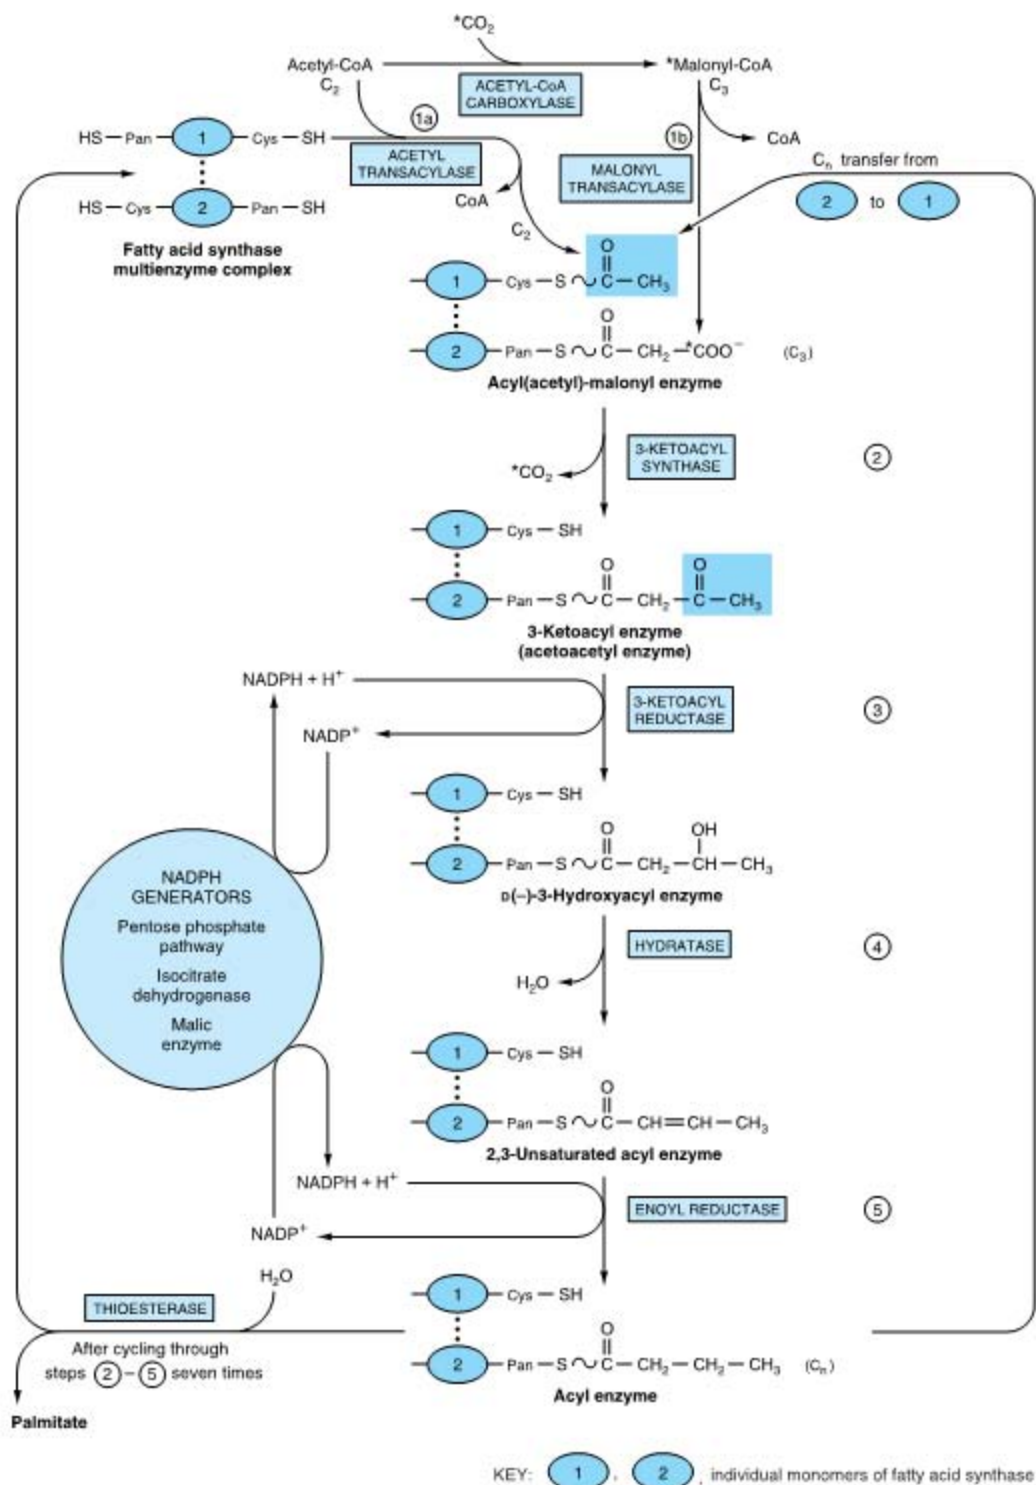 *CO2
Acetyl-CoA
C2
*Malonyl-CoA
C3
ACETYL-CoA
CARBOXYLASE
1a
1b
CoA
HS—Pan 1 Cys—SH
ACETYL
TRANSACYLASE
MALONYL
TRANSACYLASE
Cn transfer from
2 to 1
HS—Cys 2 Pan—SH
CoA
C2
Fatty acid synthase
multienzyme complex
O
1 Cys—S~C—CH3
O
2 Pan—S~C—CH2—*COO− (C3)
Acyl(acetyl)-malonyl enzyme
3-KETOACYL
SYNTHASE
2
*CO2
1 Cys—SH
O O
2 Pan—S~C—CH2—C—CH3
3-Ketoacyl enzyme
(acetoacetyl enzyme)
NADPH + H+
3-KETOACYL
REDUCTASE
3
NADP+
1 Cys—SH
O OH
2 Pan—S~C—CH2—CH—CH3
D(−)-3-Hydroxyacyl enzyme
NADPH
GENERATORS
Pentose phosphate
pathway
Isocitrate
dehydrogenase
Malic
enzyme
HYDRATASE
4
H2O
1 Cys—SH
O
2 Pan—S~C—CH=CH—CH3
2,3-Unsaturated acyl enzyme
NADPH + H+
ENOYL REDUCTASE
5
NADP+
H2O
THIOESTERASE
1 Cys—SH
After cycling through
steps 2–5 seven times
O
2 Pan—S~C—CH2—CH2—CH3 (Cn)
Acyl enzyme
Palmitate
KEY: 1, 2, individual monomers of fatty acid synthase